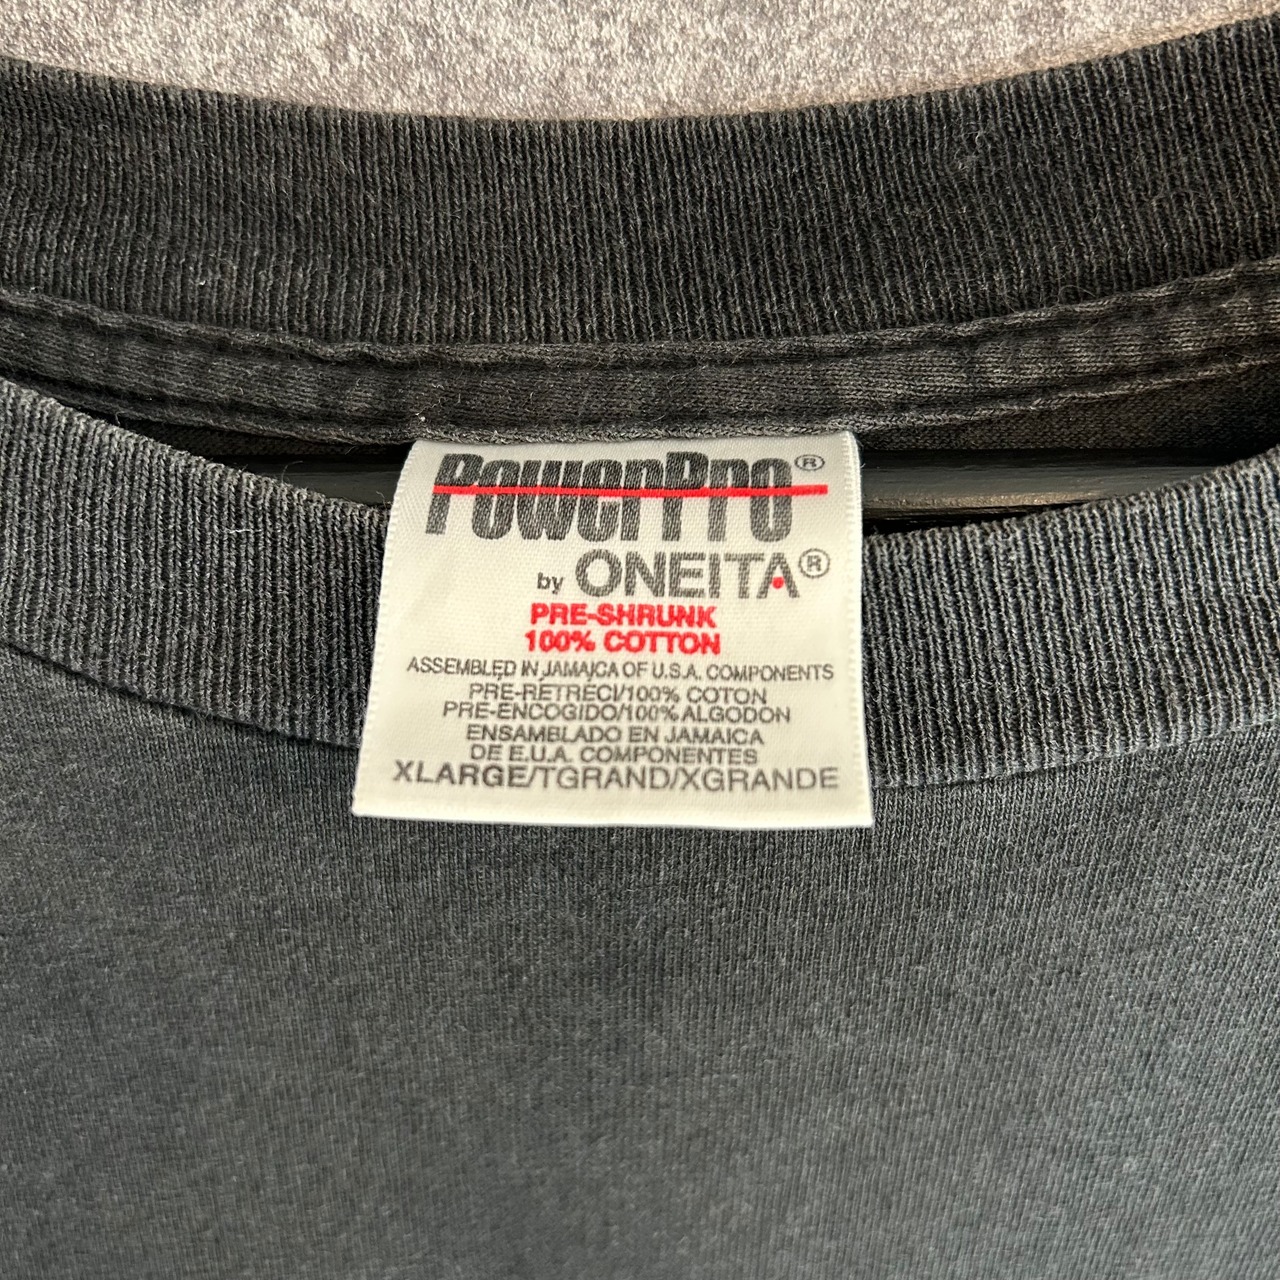 PowerPro®
by ONEITA®
PRE-SHRUNK
100% COTTON
ASSEMBLED IN JAMAICA OF U.S.A. COMPONENTS
PRE-RETRECI/100% COTON
PRE-ENCOGIDO/100% ALGODON
ENSAMBLADO EN JAMAICA
DE E.U.A. COMPONENTES
XLARGE/TGRAND/XGRANDE